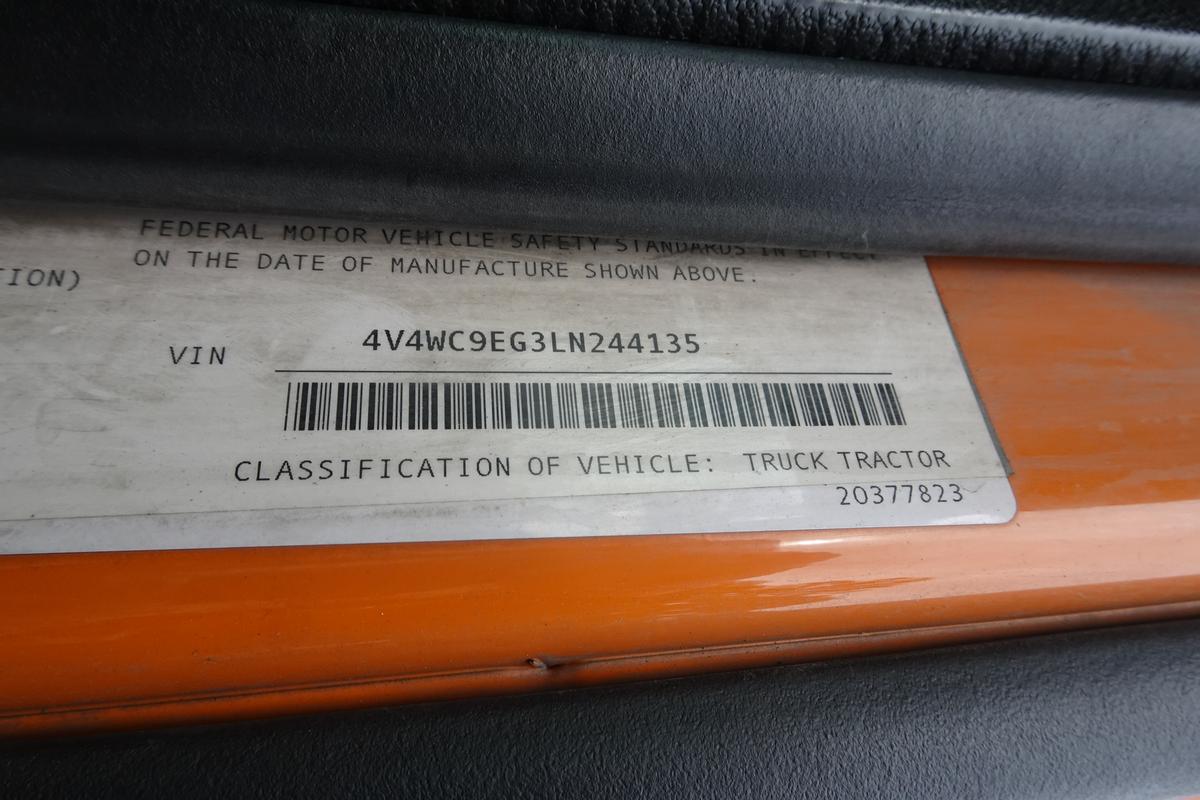 FEDERAL MOTOR VEHICLE SAFETY STANDARDS IN EFFECT
ON THE DATE OF MANUFACTURE SHOWN ABOVE.
ION)
VIN 4V4WC9EG3LN244135
CLASSIFICATION OF VEHICLE: TRUCK TRACTOR
20377823